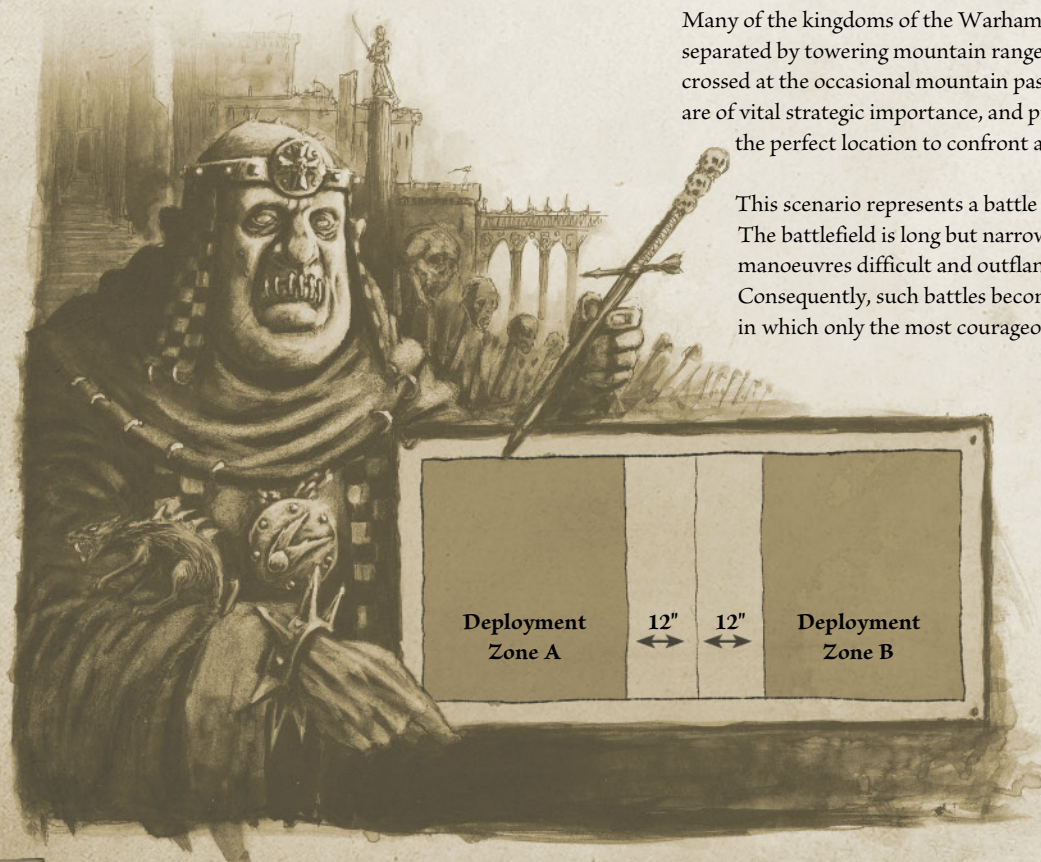 Many of the kingdoms of the Warham
separated by towering mountain range
crossed at the occasional mountain pas
are of vital strategic importance, and p
the perfect location to confront a
This scenario represents a battle
The battlefield is long but narrow
manoeuvres difficult and outflan
Consequently, such battles becom
in which only the most courageo
12" 12"
Deployment Zone A
Deployment Zone B